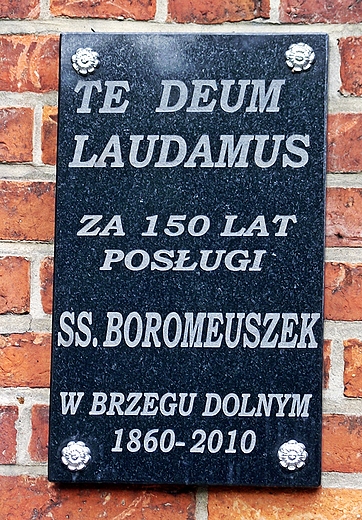 TE DEUM
LAUDAMUS
ZA 150 LAT
POSŁUGI
SS. BOROMEUSZEK
W BRZEGU DOLNYM
1860-2010